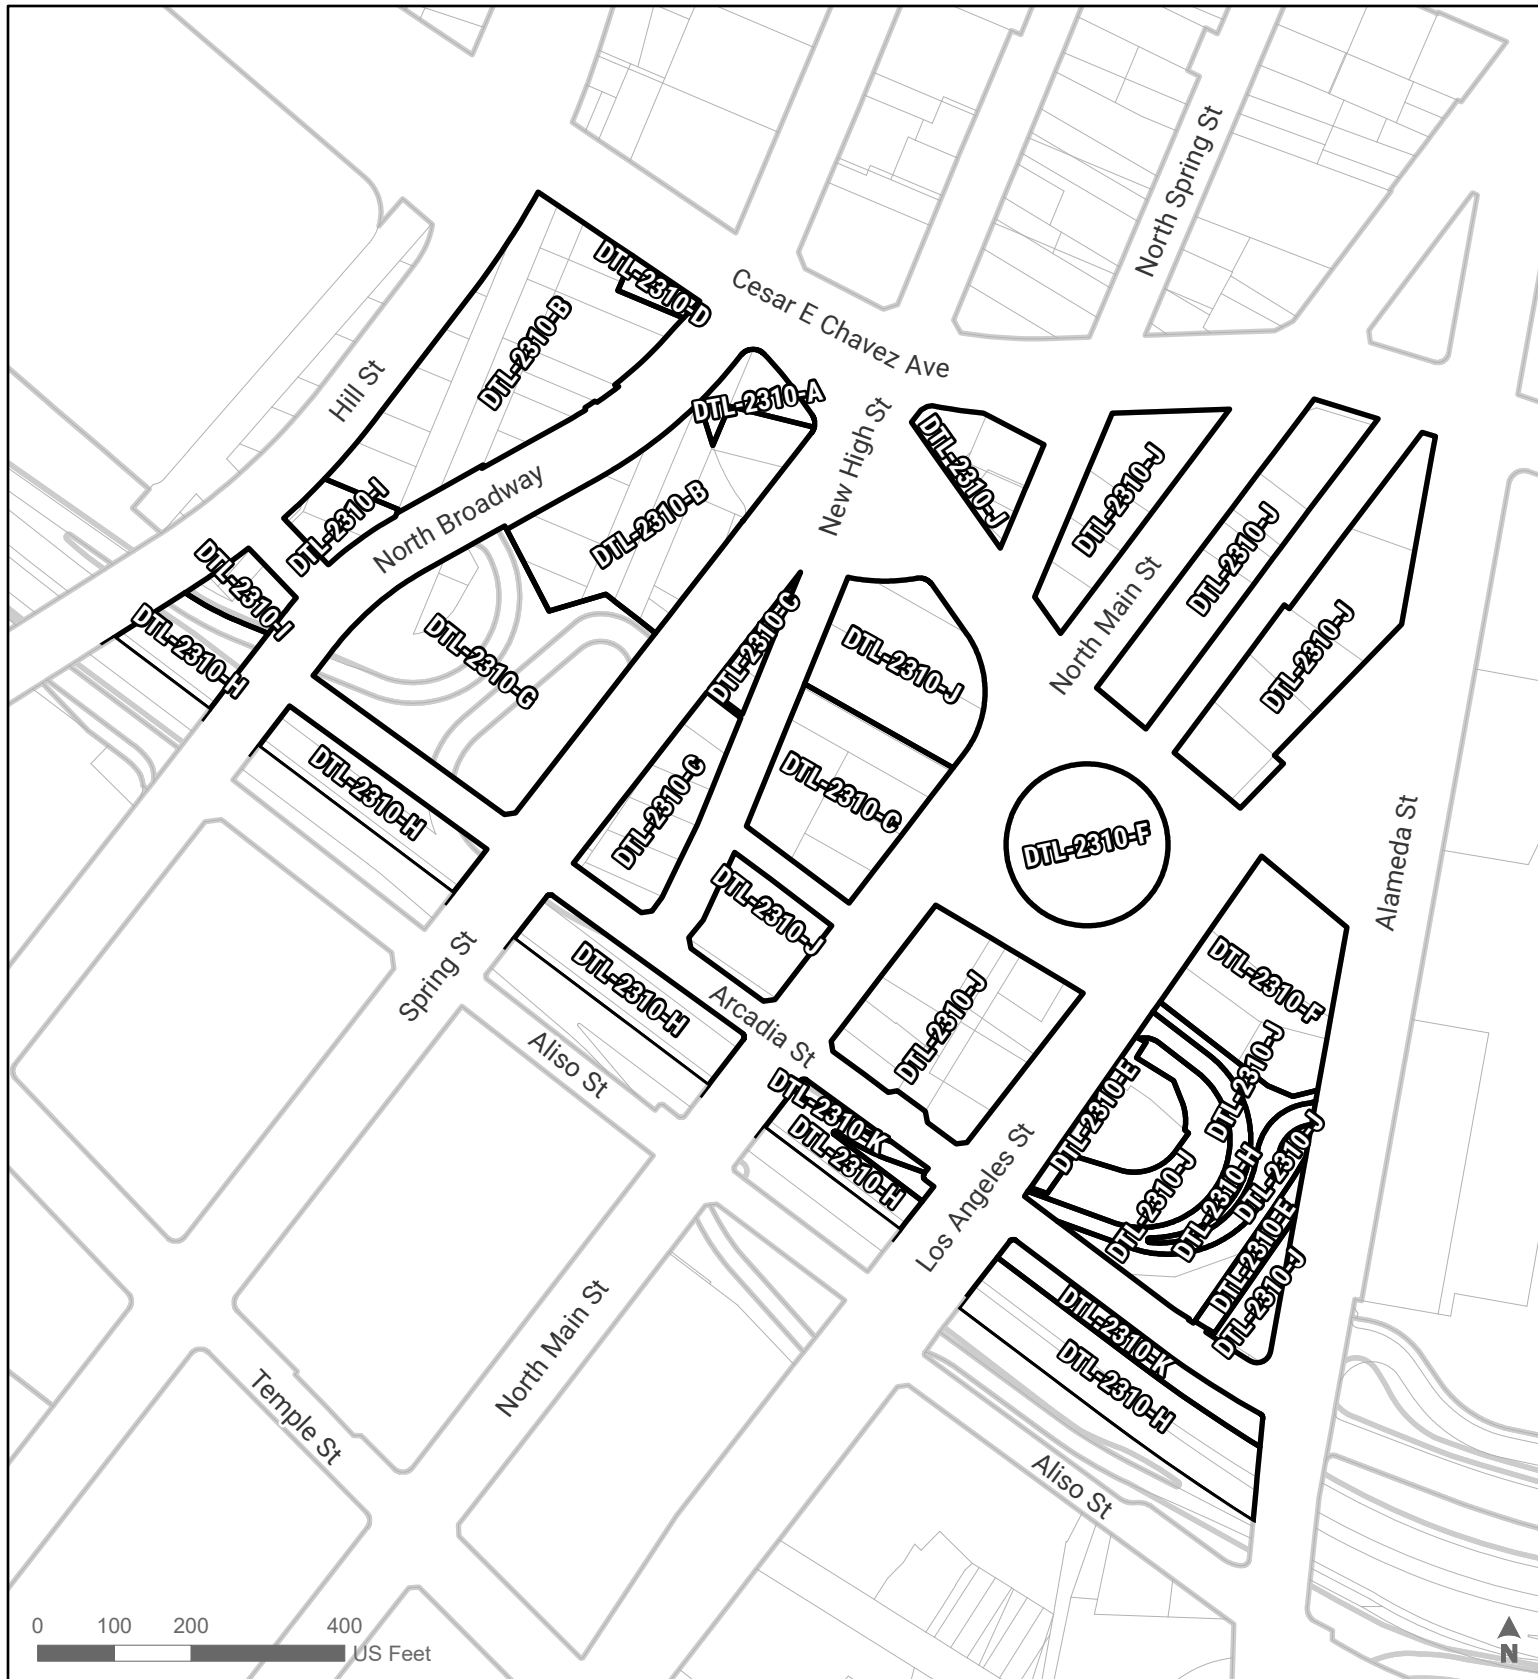 North Spring St
DTL-2310-D
Cesar E Chavez Ave
DTL-2310-B
Hill St
DTL-2310-A
New High St
DTL-2310-J
DTL-2310-J
DTL-2310-J
DTL-2310-I
North Broadway
DTL-2310-B
DTL-2310-I
DTL-2310-H
DTL-2310-G
DTL-2310-C
DTL-2310-J
North Main St
DTL-2310-J
DTL-2310-H
DTL-2310-C
DTL-2310-C
DTL-2310-F
Alameda St
DTL-2310-J
Spring St
DTL-2310-H
Arcadia St
DTL-2310-J
DTL-2310-F
Aliso St
DTL-2310-K
DTL-2310-H
DTL-2310-E
DTL-2310-J
DTL-2310-J
DTL-2310-J
DTL-2310-H
DTL-2310-E
DTL-2310-J
Los Angeles St
North Main St
DTL-2310-K
DTL-2310-H
Temple St
Aliso St
0 100 200 400
US Feet
N